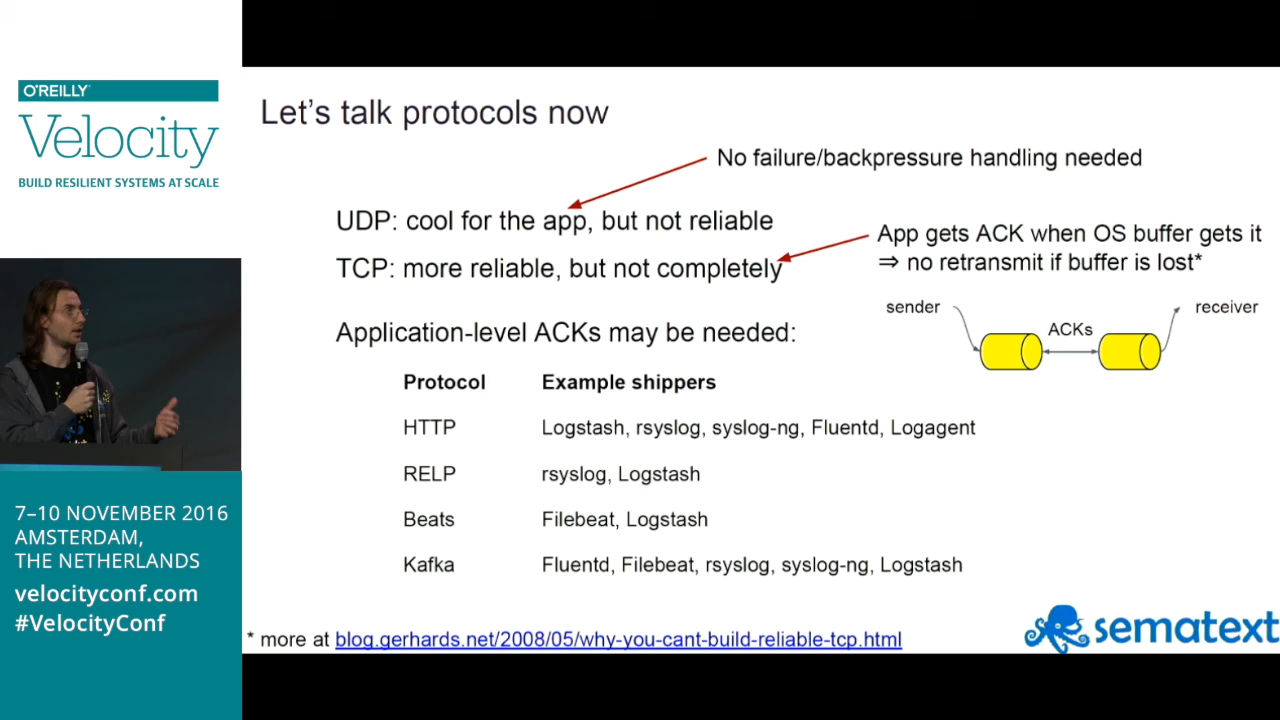 O'REILLY
Velocity
BUILD RESILIENT SYSTEMS AT SCALE
7–10 NOVEMBER 2016
AMSTERDAM,
THE NETHERLANDS
velocityconf.com
#VelocityConf
Let's talk protocols now
No failure/backpressure handling needed
UDP: cool for the app, but not reliable
App gets ACK when OS buffer gets it
⇒ no retransmit if buffer is lost*
TCP: more reliable, but not completely
sender
ACKs
receiver
Application-level ACKs may be needed:
Protocol Example shippers
HTTP Logstash, rsyslog, syslog-ng, Fluentd, Logagent
RELP rsyslog, Logstash
Beats Filebeat, Logstash
Kafka Fluentd, Filebeat, rsyslog, syslog-ng, Logstash
* more at blog.gerhards.net/2008/05/why-you-cant-build-reliable-tcp.html
sematext